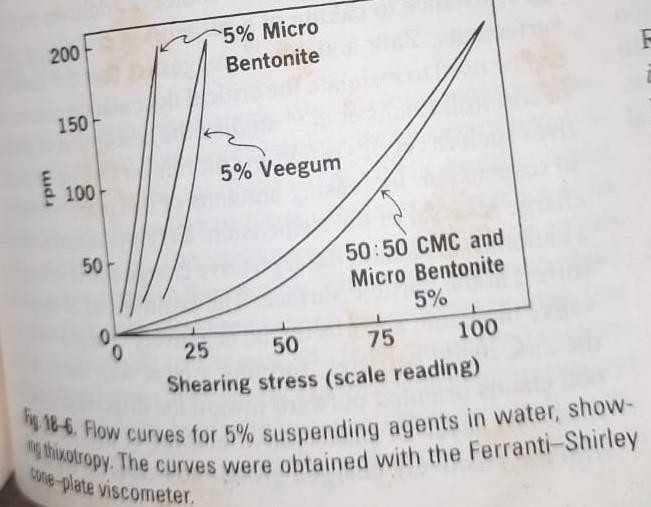 5% Micro
Bentonite
200
150
5% Veegum
rpm
100
50:50 CMC and
Micro Bentonite
5%
50
0
0 25 50 75 100
Shearing stress (scale reading)
Fig. 18–6. Flow curves for 5% suspending agents in water, show-
ing thixotropy. The curves were obtained with the Ferranti–Shirley
cone–plate viscometer.